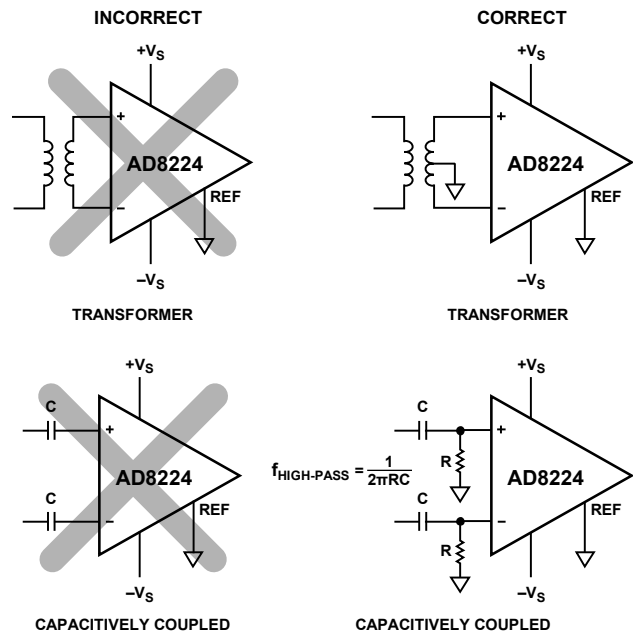 INCORRECT
CORRECT
+VS
+VS
+
+
AD8224
AD8224
REF
REF
–
–
–VS
–VS
TRANSFORMER
TRANSFORMER
+VS
+VS
C
C
+
+
R
AD8224
fHIGH-PASS = 1/2πRC
AD8224
C
C
REF
REF
–
–
R
–VS
–VS
CAPACITIVELY COUPLED
CAPACITIVELY COUPLED